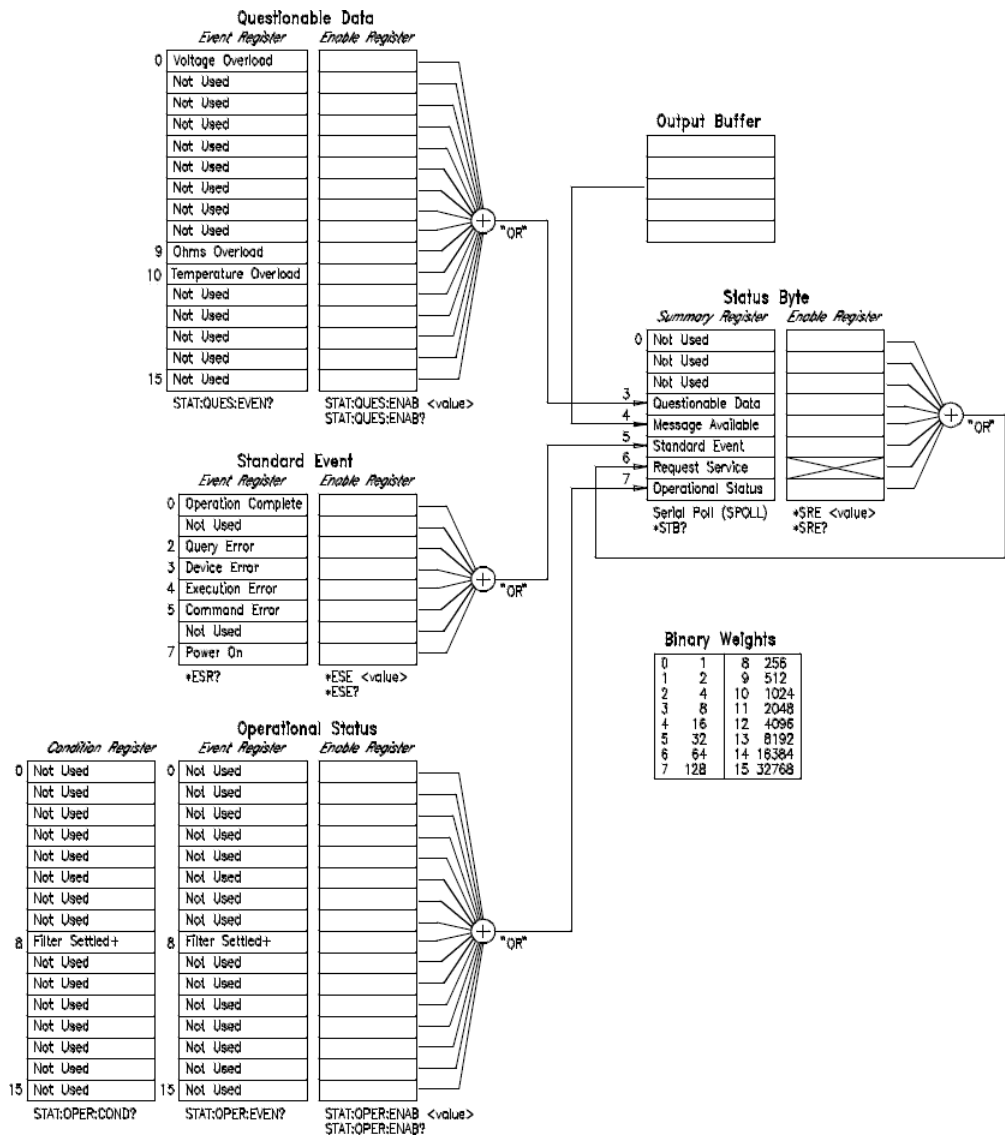 Questionable Data
Event Register Enable Register
0 Voltage Overload
Not Used
Not Used
Not Used
Not Used
Not Used
Not Used
Not Used
Not Used
9 Ohms Overload
10 Temperature Overload
Not Used
Not Used
Not Used
Not Used
15 Not Used
STAT:QUES:EVEN?
STAT:QUES:ENAB <value>
STAT:QUES:ENAB?
"OR"
Output Buffer
Status Byte
Summary Register Enable Register
0 Not Used
Not Used
Not Used
3 Questionable Data
4 Message Available
5 Standard Event
6 Request Service
7 Operational Status
Serial Poll (SPOLL)
*STB?
*SRE <value>
*SRE?
"OR"
Standard Event
Event Register Enable Register
0 Operation Complete
Not Used
2 Query Error
3 Device Error
4 Execution Error
5 Command Error
Not Used
7 Power On
*ESR?
*ESE <value>
*ESE?
"OR"
Binary Weights
0 1 8 256
1 2 9 512
2 4 10 1024
3 8 11 2048
4 16 12 4096
5 32 13 8192
6 64 14 16384
7 128 15 32768
Operational Status
Condition Register Event Register Enable Register
0 Not Used 0 Not Used
Not Used Not Used
Not Used Not Used
Not Used Not Used
Not Used Not Used
Not Used Not Used
Not Used Not Used
Not Used Not Used
8 Filter Settled+ 8 Filter Settled+
Not Used Not Used
Not Used Not Used
Not Used Not Used
Not Used Not Used
Not Used Not Used
Not Used Not Used
15 Not Used 15 Not Used
STAT:OPER:COND? STAT:OPER:EVEN? STAT:OPER:ENAB <value>
STAT:OPER:ENAB?
"OR"